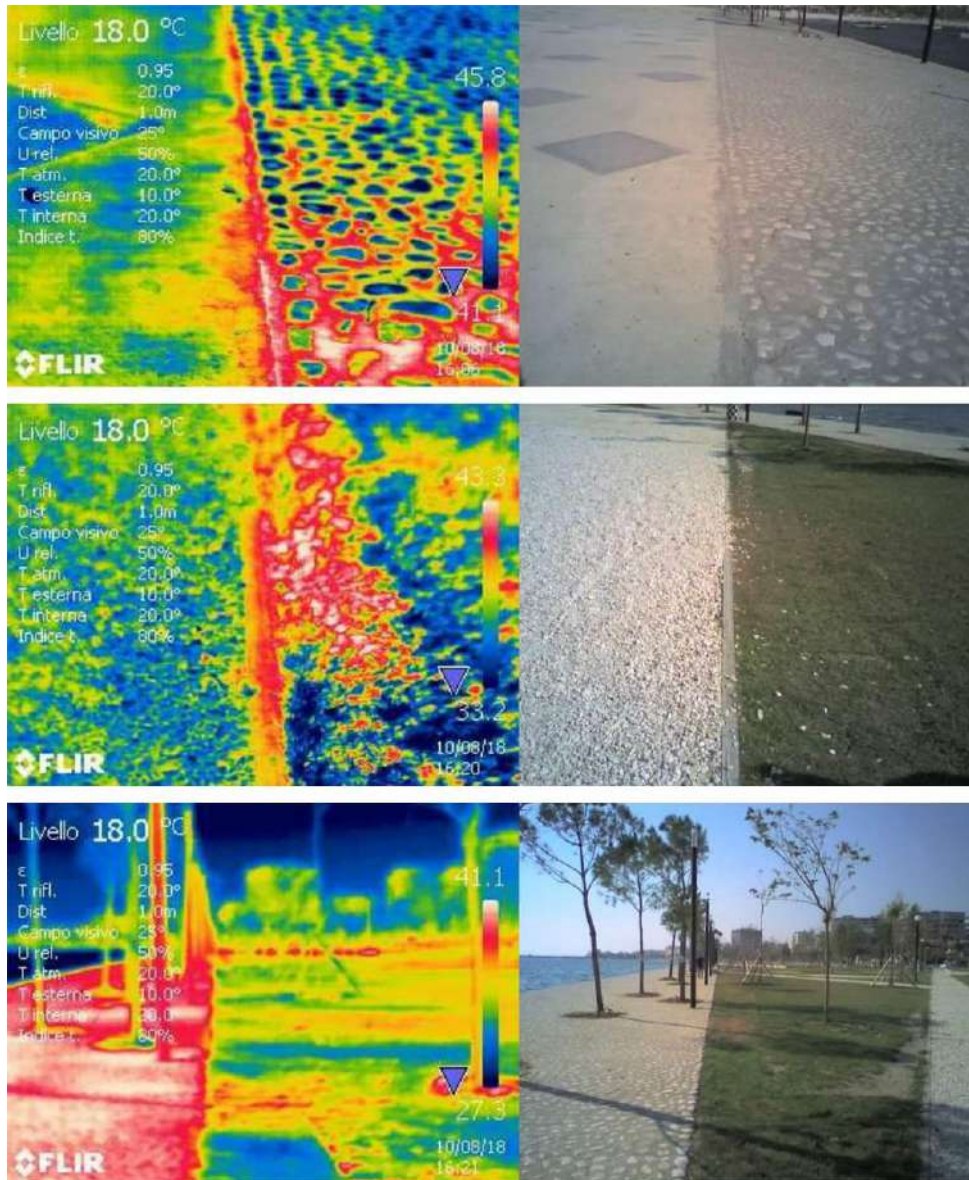 Livello 18.0 °C
ε 0.95
T rifl. 20.0°
Dist 1.0m
Campo visivo 25°
U rel. 50%
T atm. 20.0°
T esterna 10.0°
T interna 20.0°
Indice t. 80%
45.8
41.1
10/08/18
16:06
FLIR
Livello 18.0 °C
ε 0.95
T rifl. 20.0°
Dist 1.0m
Campo visivo 25°
U rel. 50%
T atm. 20.0°
T esterna 10.0°
T interna 20.0°
Indice t. 80%
43.3
33.2
10/08/18
16:20
FLIR
Livello 18.0 °C
ε 0.95
T rifl. 20.0°
Dist 1.0m
Campo visivo 25°
U rel. 50%
T atm. 20.0°
T esterna 10.0°
T interna 20.0
Indice t. 80%
41.1
27.3
10/08/18
16:21
FLIR